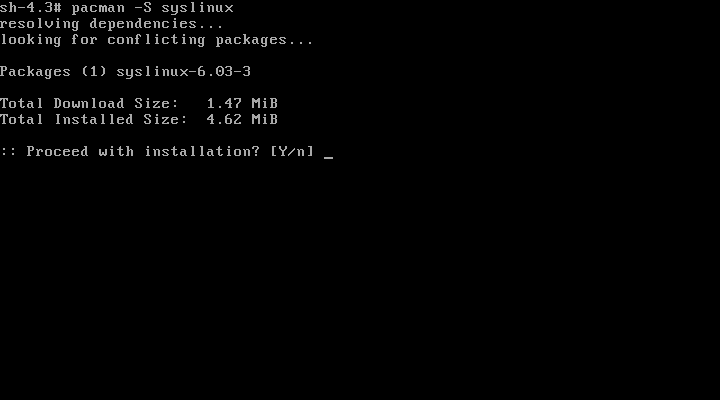 sh-4.3# pacman -S syslinux
resolving dependencies...
looking for conflicting packages...
Packages (1) syslinux-6.03-3
Total Download Size:   1.47 MiB
Total Installed Size:  4.62 MiB
:: Proceed with installation? [Y/n] _